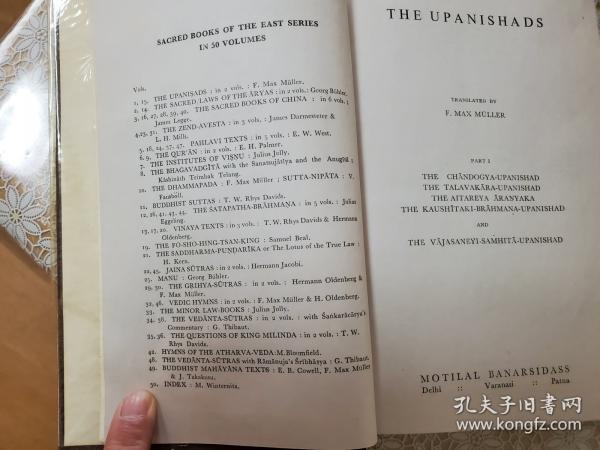 SACRED BOOKS OF THE EAST SERIES
IN 50 VOLUMES
Vols.
1, 15. THE UPANIṢADS : in 2 vols. : F. Max Müller.
2, 14. THE SACRED LAWS OF THE ĀRYAS : in 2 vols. : Georg Bühler.
3, 16, 27, 28, 39, 40. THE SACRED BOOKS OF CHINA : in 6 vols. :
James Legge.
4, 23, 31. THE ZEND-AVESTA : in 3 vols. : James Darmesteter &
L. H. Mills.
5, 18, 24, 37, 47. PAHLAVI TEXTS : in 5 vols. : E. W. West.
6, 9. THE QUR'ĀN : in 2 vols. : E. H. Palmer.
7. THE INSTITUTES OF VIṢṆU : Julius Jolly.
8. THE BHAGAVADGĪTĀ with the Sanatsujātīya and the Anugītā :
Kāshināth Trimbak Telang.
10. THE DHAMMAPADA : F. Max Müller : SUTTA-NIPĀTA : V.
Fausböll.
11. BUDDHIST SUTTAS : T. W. Rhys Davids.
12, 26, 41, 43, 44. THE ŚATAPATHA-BRĀHMAṆA : in 5 vols. : Julius
Eggeling.
13, 17, 20. VINAYA TEXTS : in 3 vols. : T. W. Rhys Davids & Hermann
Oldenberg.
19. THE FO-SHO-HING-TSAN-KING : Samuel Beal.
21. THE SADDHARMA-PUṆḌARĪKA or The Lotus of the True Law :
H. Kern.
22, 45. JAINA SŪTRAS : in 2 vols. : Hermann Jacobi.
25. MANU : Georg Bühler.
29, 30. THE GRIHYA-SŪTRAS : in 2 vols. : Hermann Oldenberg &
F. Max Müller.
32, 46. VEDIC HYMNS : in 2 vols. : F. Max Müller & H. Oldenberg.
33. THE MINOR LAW-BOOKS : Julius Jolly.
34, 38. THE VEDĀNTA-SŪTRAS : in 2 vols. : with Śaṅkarācārya's
Commentary : G. Thibaut.
35, 36. THE QUESTIONS OF KING MILINDA : in 2 vols. : T. W.
Rhys Davids.
42. HYMNS OF THE ATHARVA-VEDA : M. Bloomfield.
48. THE VEDĀNTA-SŪTRAS with Rāmānuja's Śrībhāṣya : G. Thibaut.
49. BUDDHIST MAHĀYĀNA TEXTS : E. B. Cowell, F. Max Müller
& J. Takakusu.
50. INDEX : M. Winternitz.
THE UPANISHADS
TRANSLATED BY
F. MAX MÜLLER
PART I
THE CHĀNDOGYA-UPANISHAD
THE TALAVAKĀRA-UPANISHAD
THE AITAREYA ĀRANYAKA
THE KAUSHĪTAKI-BRĀHMAṆA-UPANISHAD
AND
THE VĀJASANEYI-SAMHITĀ-UPANISHAD
MOTILAL BANARSIDASS
Delhi :: Varanasi :: Patna
孔夫子旧书网
www.kongfz.com